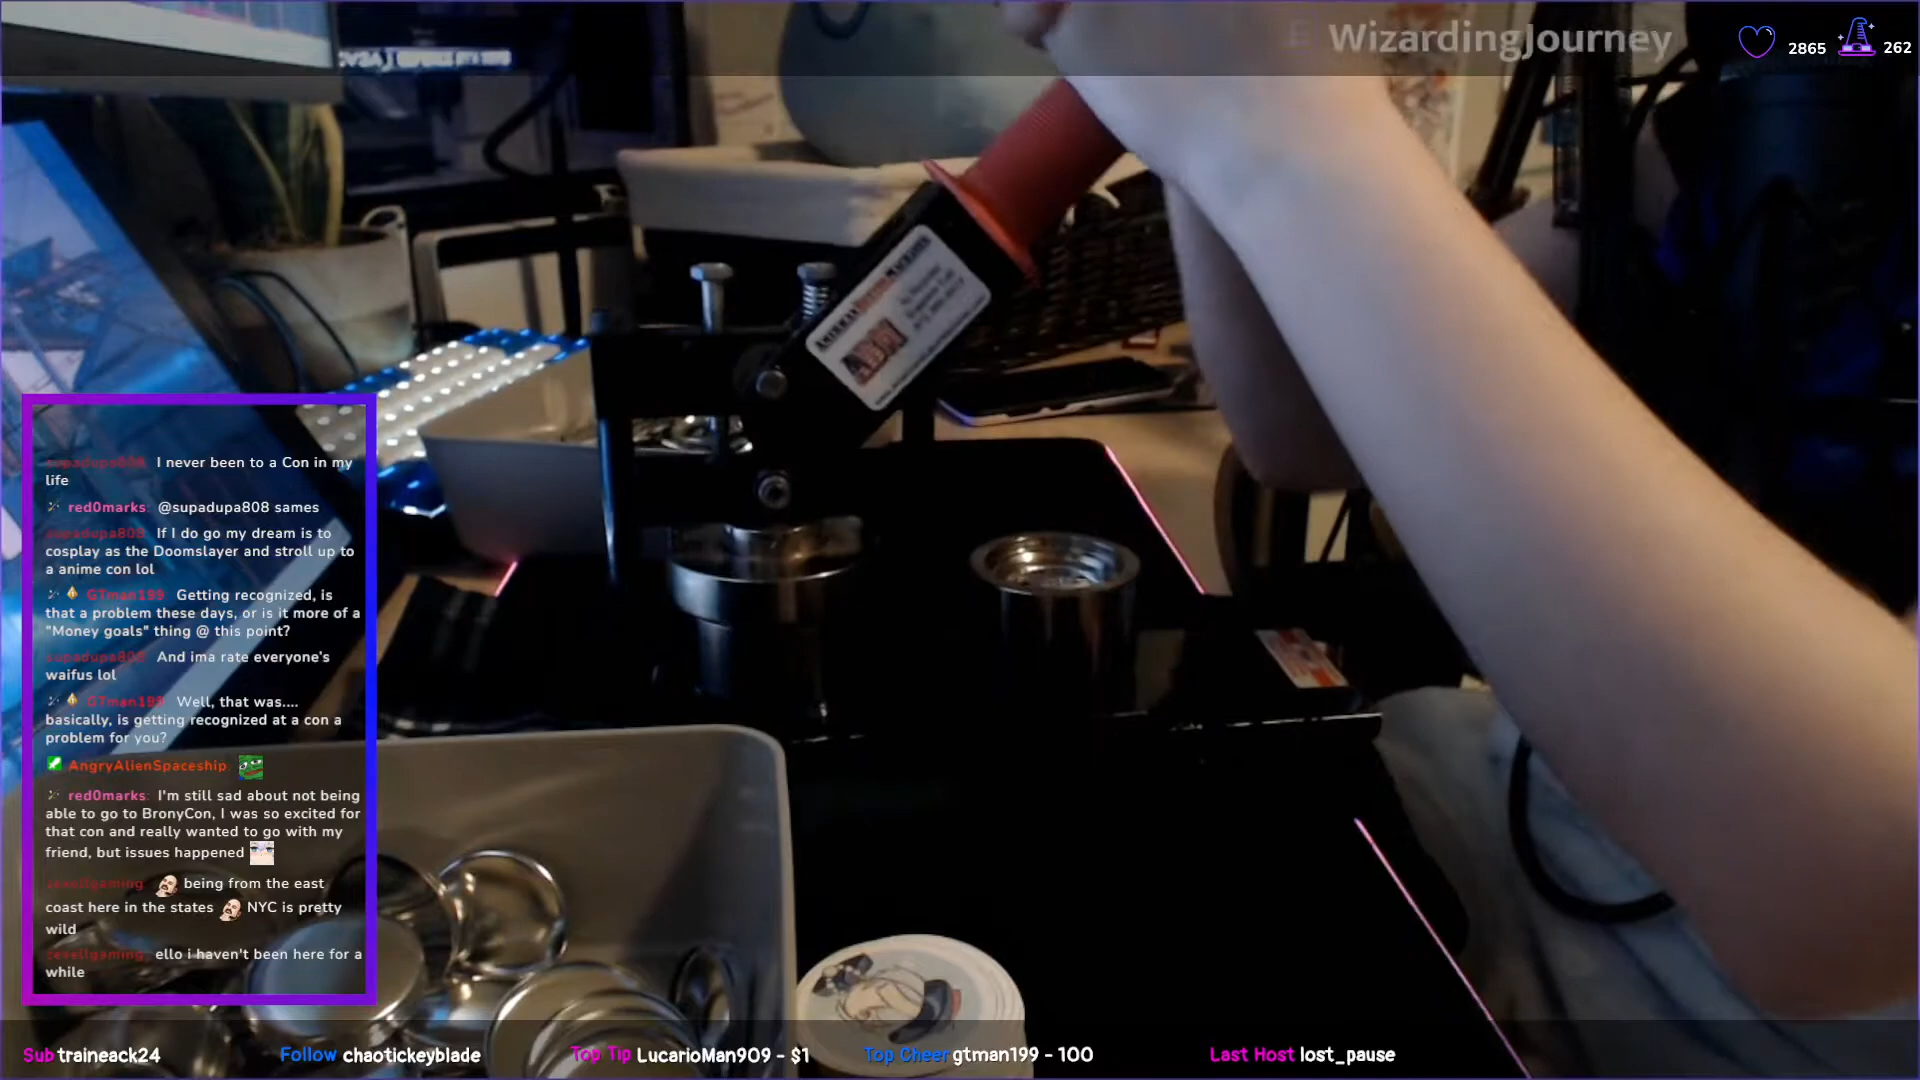 WizardingJourney
2865
262
ABM
supadupa808 I never been to a Con in my
life
red0marks: @supadupa808 sames
supadupa808 If I do go my dream is to
cosplay as the Doomslayer and stroll up to
a anime con lol
GTman199 Getting recognized, is
that a problem these days, or is it more of a
"Money goals" thing @ this point?
supadupa808 And ima rate everyone's
waifus lol
GTman199 Well, that was....
basically, is getting recognized at a con a
problem for you?
AngryAlienSpaceship:
red0marks: I'm still sad about not being
able to go to BronyCon, I was so excited for
that con and really wanted to go with my
friend, but issues happened
being from the east
coast here in the states NYC is pretty
wild
ello i haven't been here for a
while
Sub traineack24
Follow chaotickeyblade
Top Tip LucarioMan909 - $1
Top Cheer gtman199 - 100
Last Host lost_pause